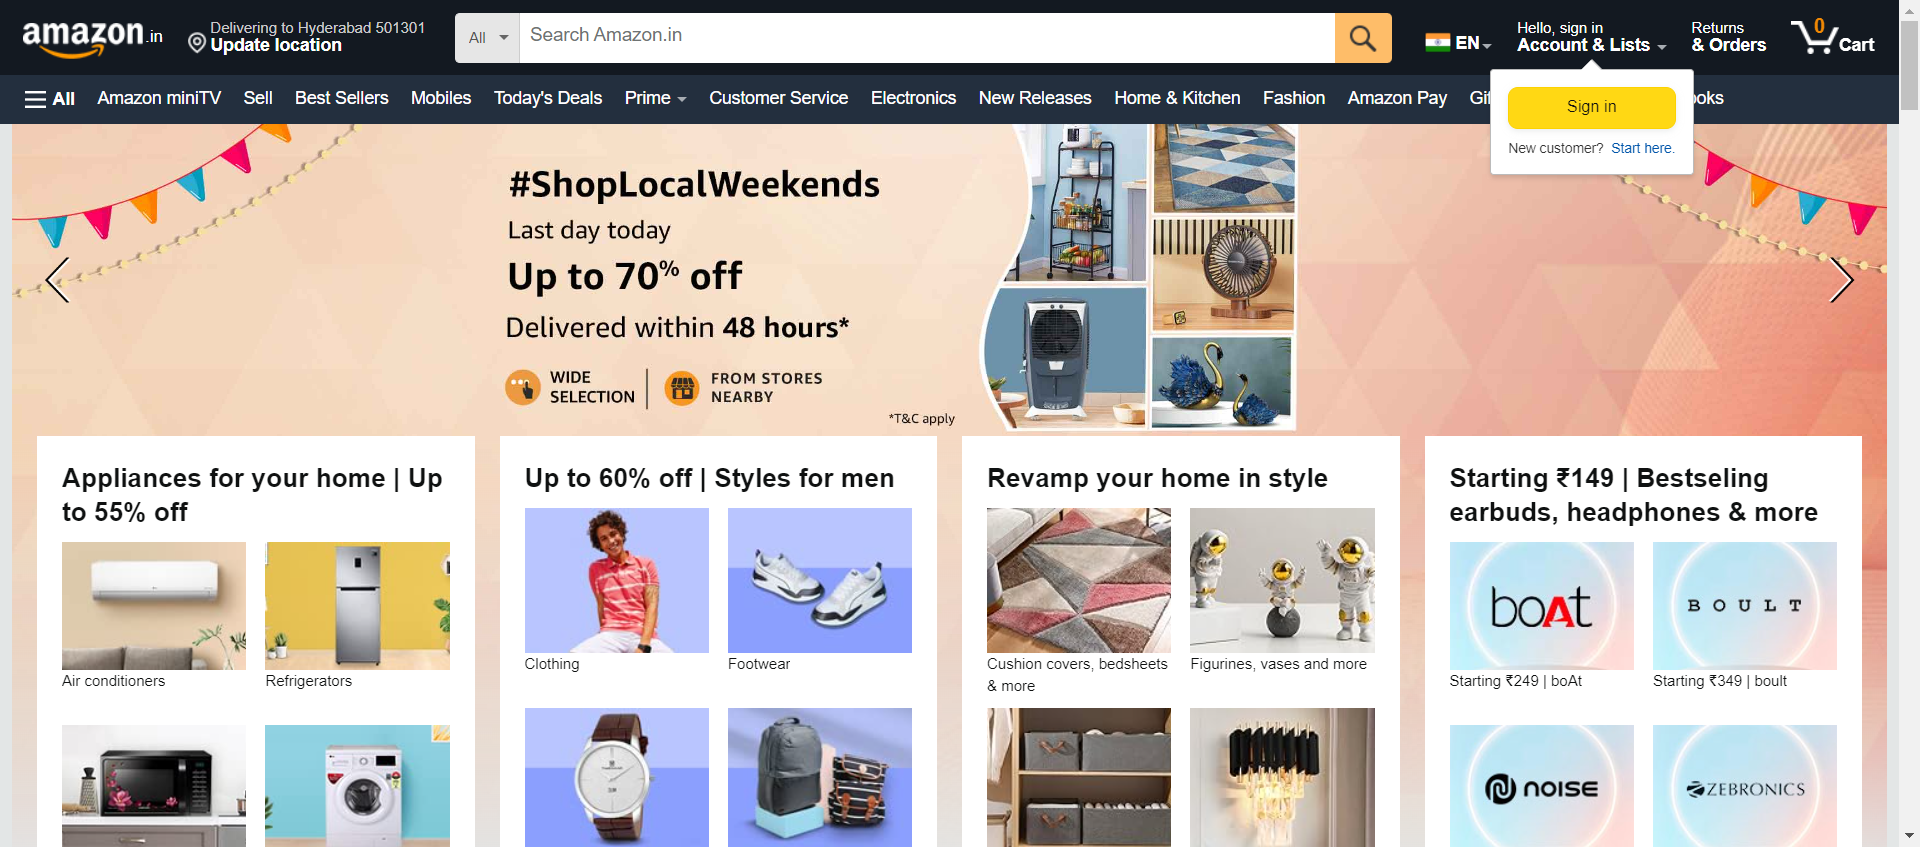 amazon.in
Delivering to Hyderabad 501301
Update location
All
Search Amazon.in
EN
Hello, sign in
Account & Lists
Returns
& Orders
0
Cart
All
Amazon miniTV
Sell
Best Sellers
Mobiles
Today's Deals
Prime
Customer Service
Electronics
New Releases
Home & Kitchen
Fashion
Amazon Pay
Sign in
New customer? Start here.
#ShopLocalWeekends
Last day today
Up to 70% off
Delivered within 48 hours*
WIDE
SELECTION
FROM STORES
NEARBY
*T&C apply
Appliances for your home | Up
to 55% off
Air conditioners
Refrigerators
Up to 60% off | Styles for men
Clothing
Footwear
Revamp your home in style
Cushion covers, bedsheets
& more
Figurines, vases and more
Starting ₹149 | Bestseling
earbuds, headphones & more
boAt
BOULT
Starting ₹249 | boAt
Starting ₹349 | boult
noise
ZEBRONICS